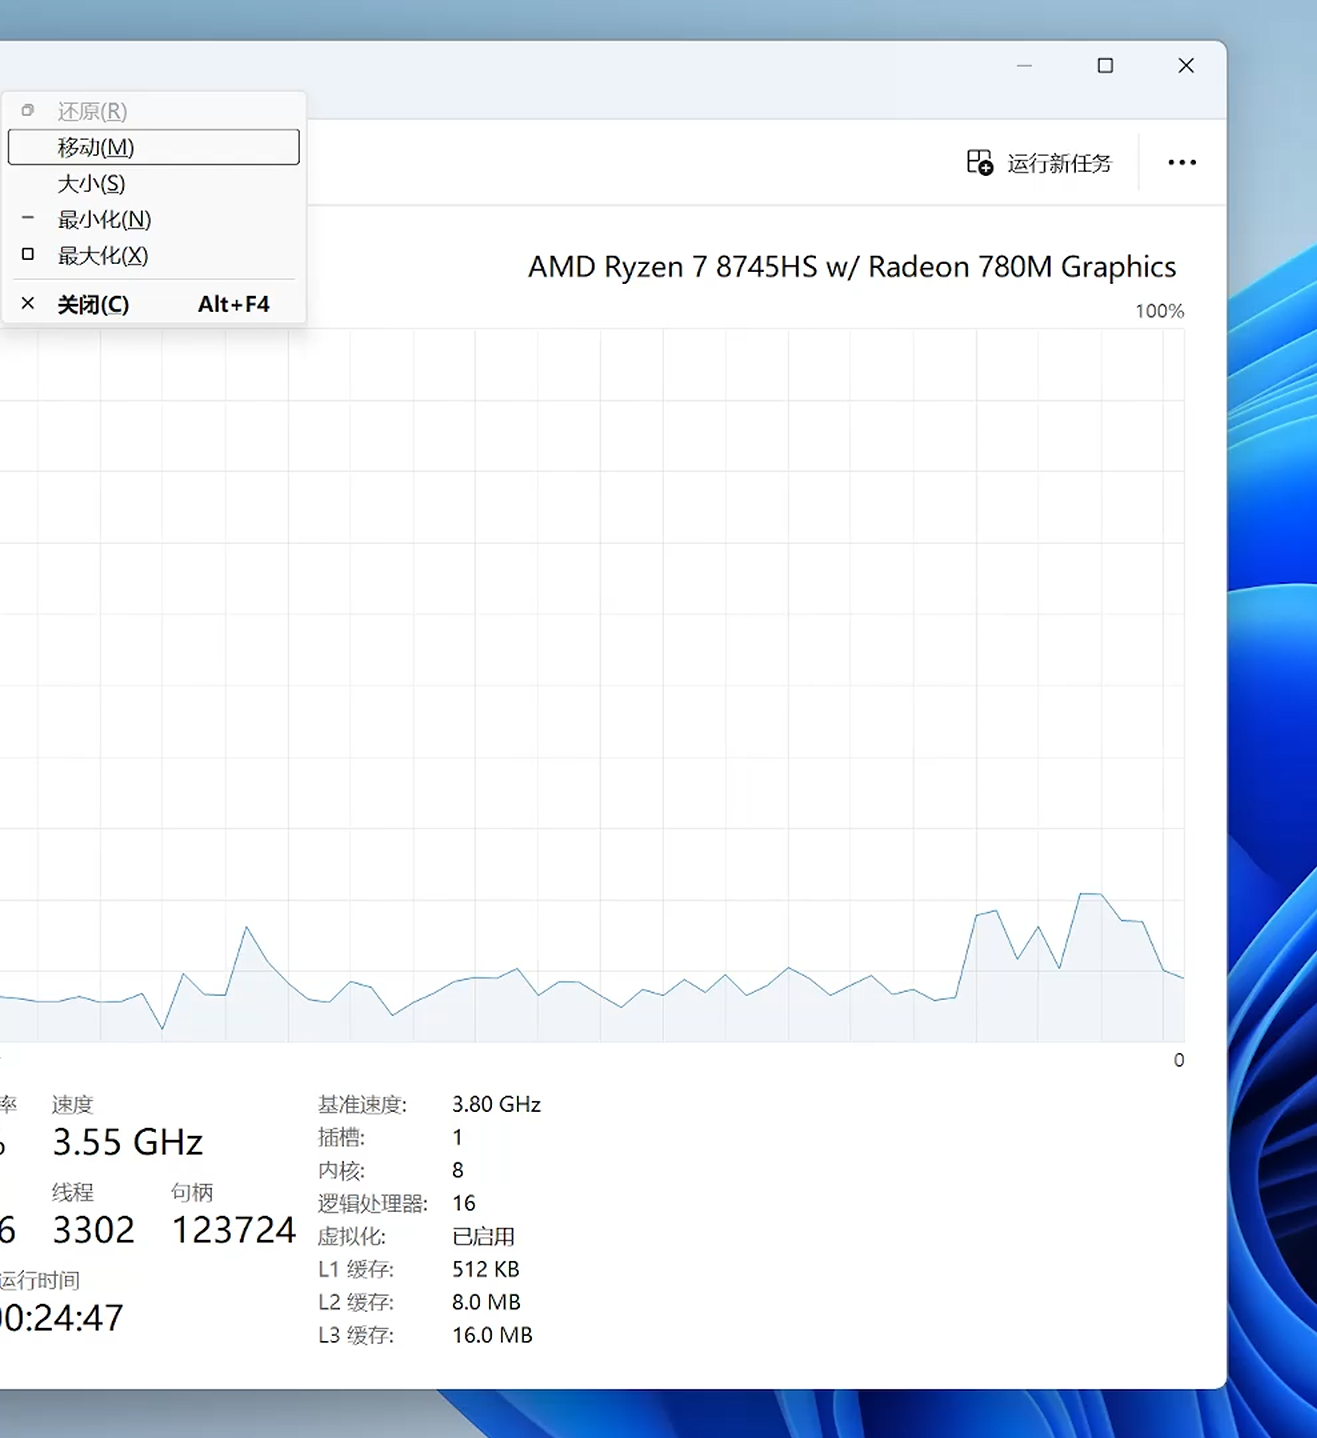 还原(R)
移动(M)
大小(S)
最小化(N)
最大化(X)
关闭(C) Alt+F4
运行新任务
AMD Ryzen 7 8745HS w/ Radeon 780M Graphics
100%
0
率 速度
3.55 GHz
线程 句柄
6 3302 123724
运行时间
0:24:47
基准速度: 3.80 GHz
插槽: 1
内核: 8
逻辑处理器: 16
虚拟化: 已启用
L1 缓存: 512 KB
L2 缓存: 8.0 MB
L3 缓存: 16.0 MB